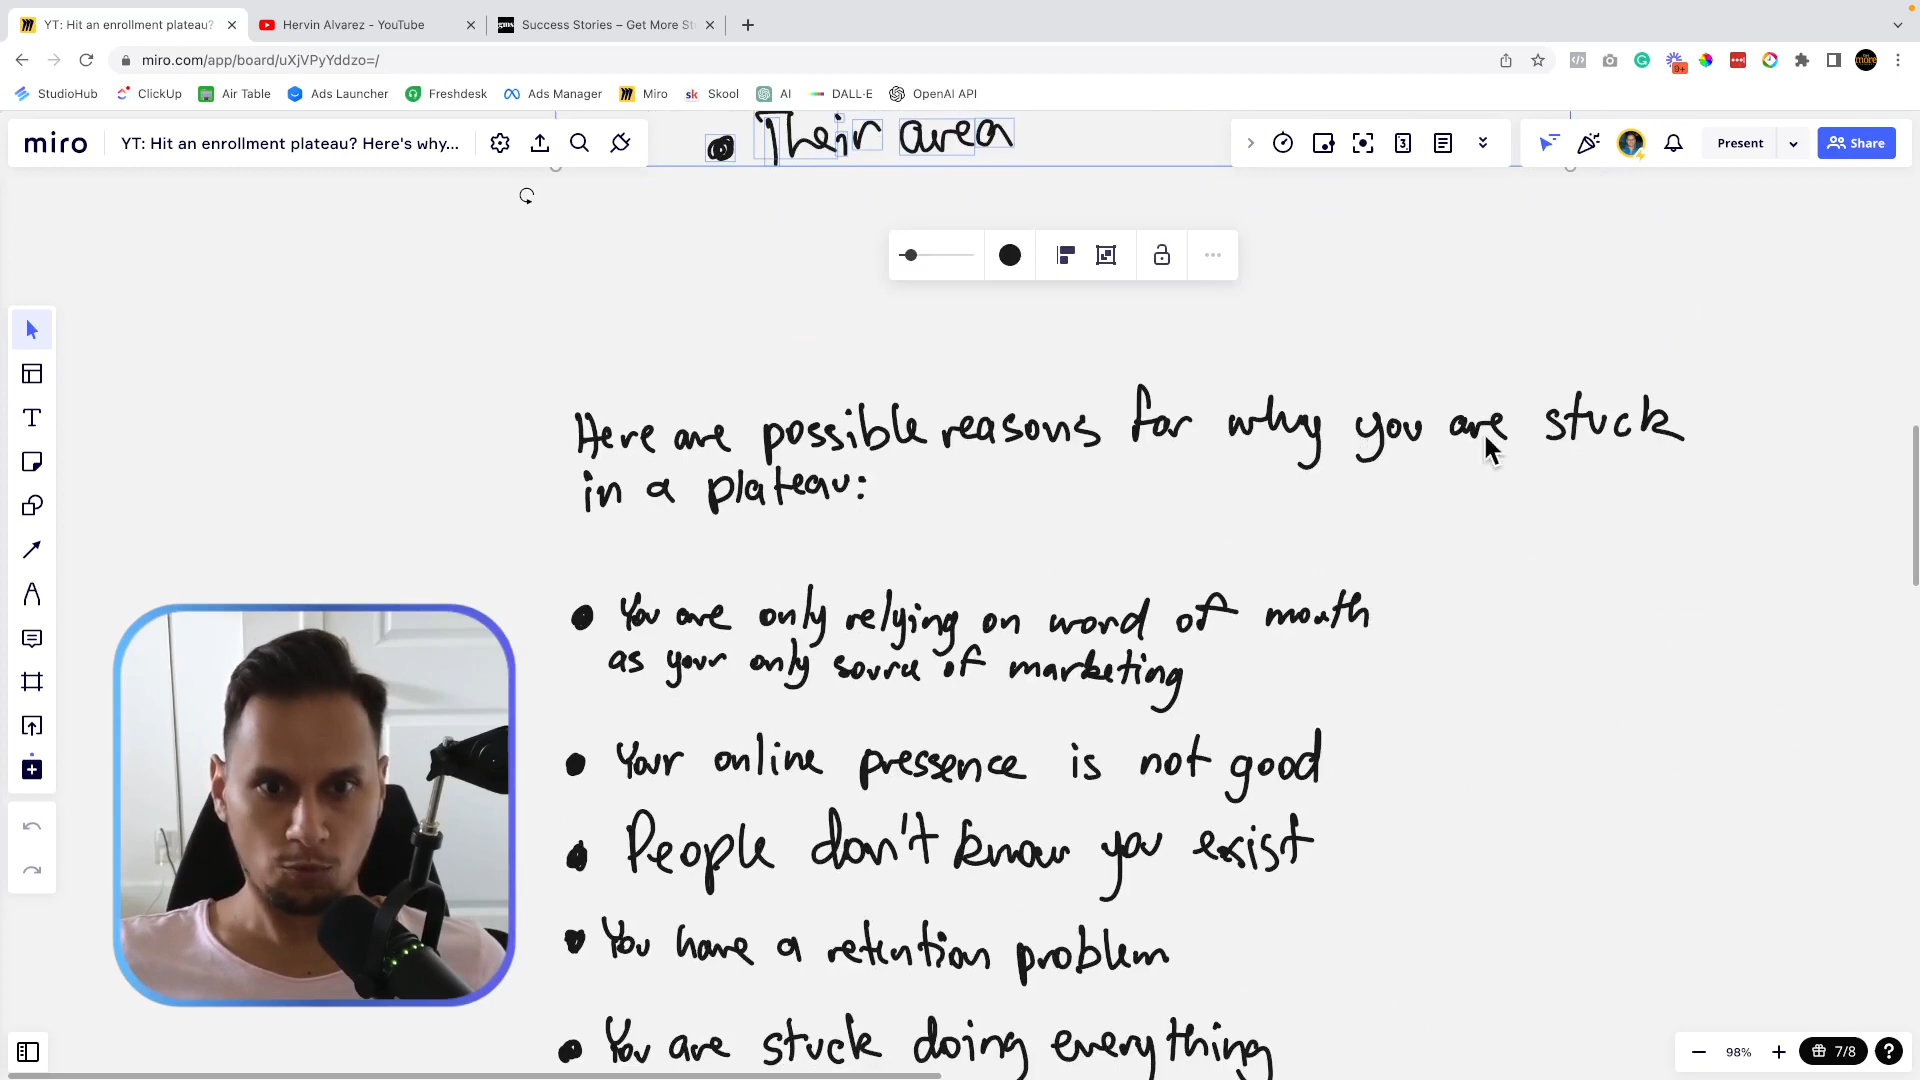 YT: Hit an enrollment plateau?
Hervin Alvarez - YouTube
Success Stories – Get More St
miro.com/app/board/uXjVPyYddzo=/
StudioHub
ClickUp
Air Table
Ads Launcher
Freshdesk
Ads Manager
Miro
Skool
AI
DALL·E
OpenAI API
miro
YT: Hit an enrollment plateau? Here's why...
Their area
Present
Share
Here are possible reasons for why you are stuck
in a plateau:
You are only relying on word of mouth
as your only source of marketing
Your online pressence is not good
People don't know you exist
You have a retention problem
You are stuck doing everything
98%
7/8